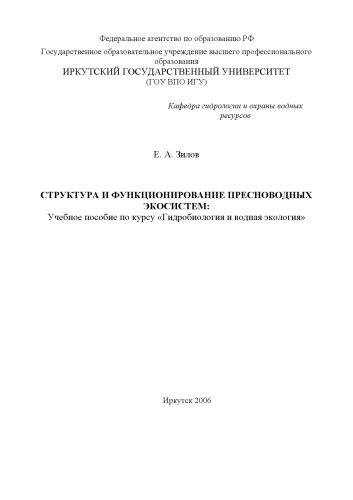 Федеральное агентство по образованию РФ
Государственное образовательное учреждение высшего профессионального
образования
ИРКУТСКИЙ ГОСУДАРСТВЕННЫЙ УНИВЕРСИТЕТ
(ГОУ ВПО ИГУ)
Кафедра гидрологии и охраны водных
ресурсов
Е. А. Зилов
СТРУКТУРА И ФУНКЦИОНИРОВАНИЕ ПРЕСНОВОДНЫХ
ЭКОСИСТЕМ:
Учебное пособие по курсу «Гидробиология и водная экология»
Иркутск 2006